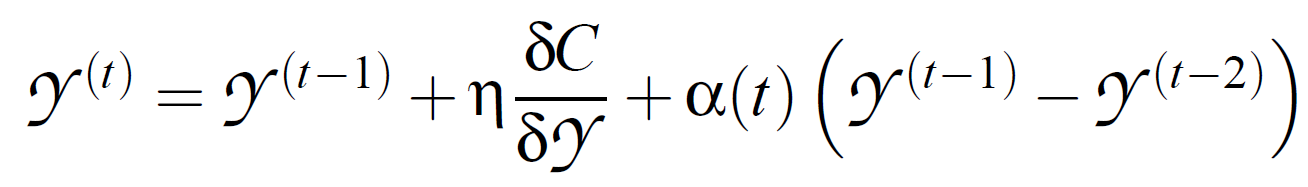 𝒴^(t) = 𝒴^(t−1) + η δC/δ𝒴 + α(t) (𝒴^(t−1) − 𝒴^(t−2))